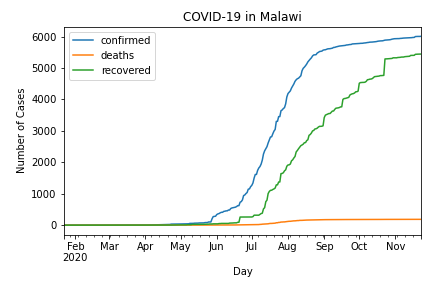 COVID-19 in Malawi
confirmed
deaths
recovered
Number of Cases
6000
5000
4000
3000
2000
1000
0
Feb Mar Apr May Jun Jul Aug Sep Oct Nov
2020
Day